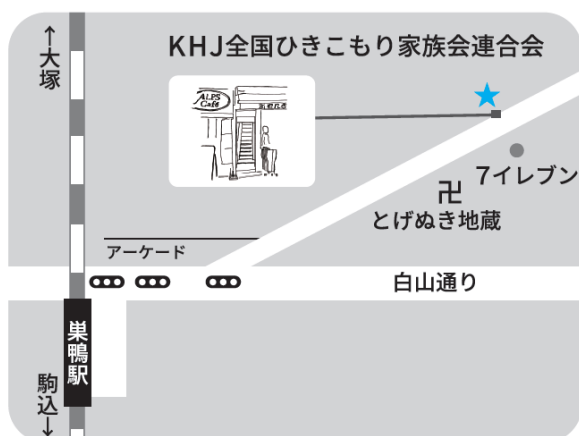 ↑大塚
KHJ全国ひきこもり家族会連合会
ALPS
Café
7イレブン
卍
とげぬき地蔵
アーケード
白山通り
巣鴨駅
駒込↓